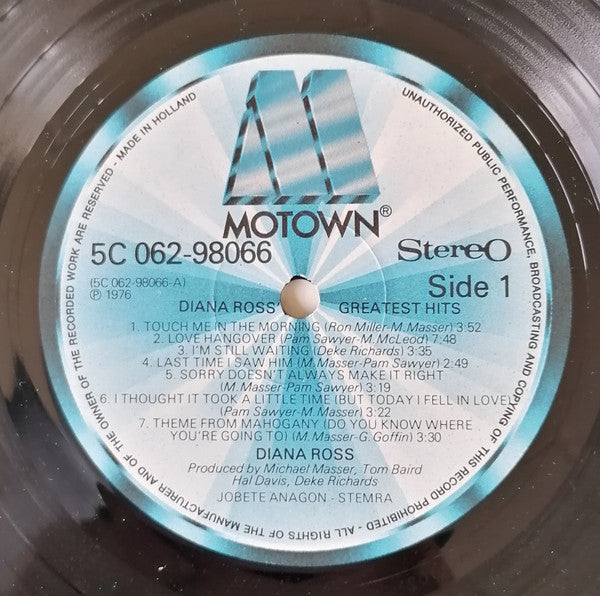 MOTOWN®
5C 062-98066
Stereo
(5C 062-98066-A)
℗ 1976
Side 1
DIANA ROSS' GREATEST HITS
1. TOUCH ME IN THE MORNING (Ron Miller-M. Masser) 3:52
2. LOVE HANGOVER (Pam Sawyer-M. McLeod) 7:48
3. I'M STILL WAITING (Deke Richards) 3:35
4. LAST TIME I SAW HIM (M. Masser-Pam Sawyer) 2:49
5. SORRY DOESN'T ALWAYS MAKE IT RIGHT
(M. Masser-Pam Sawyer) 3:19
6. I THOUGHT IT TOOK A LITTLE TIME (BUT TODAY I FELL IN LOVE)
(Pam Sawyer-M. Masser) 3:22
7. THEME FROM MAHOGANY (DO YOU KNOW WHERE
YOU'RE GOING TO) (M. Masser-G. Goffin) 3:30
DIANA ROSS
Produced by Michael Masser, Tom Baird
Hal Davis, Deke Richards
JOBETE ANAGON - STEMRA
UNAUTHORIZED PUBLIC PERFORMANCE, BROADCASTING AND COPYING OF THIS RECORD PROHIBITED - ALL RIGHTS OF THE MANUFACTURER AND OF THE OWNER OF THE RECORDED WORK ARE RESERVED - MADE IN HOLLAND